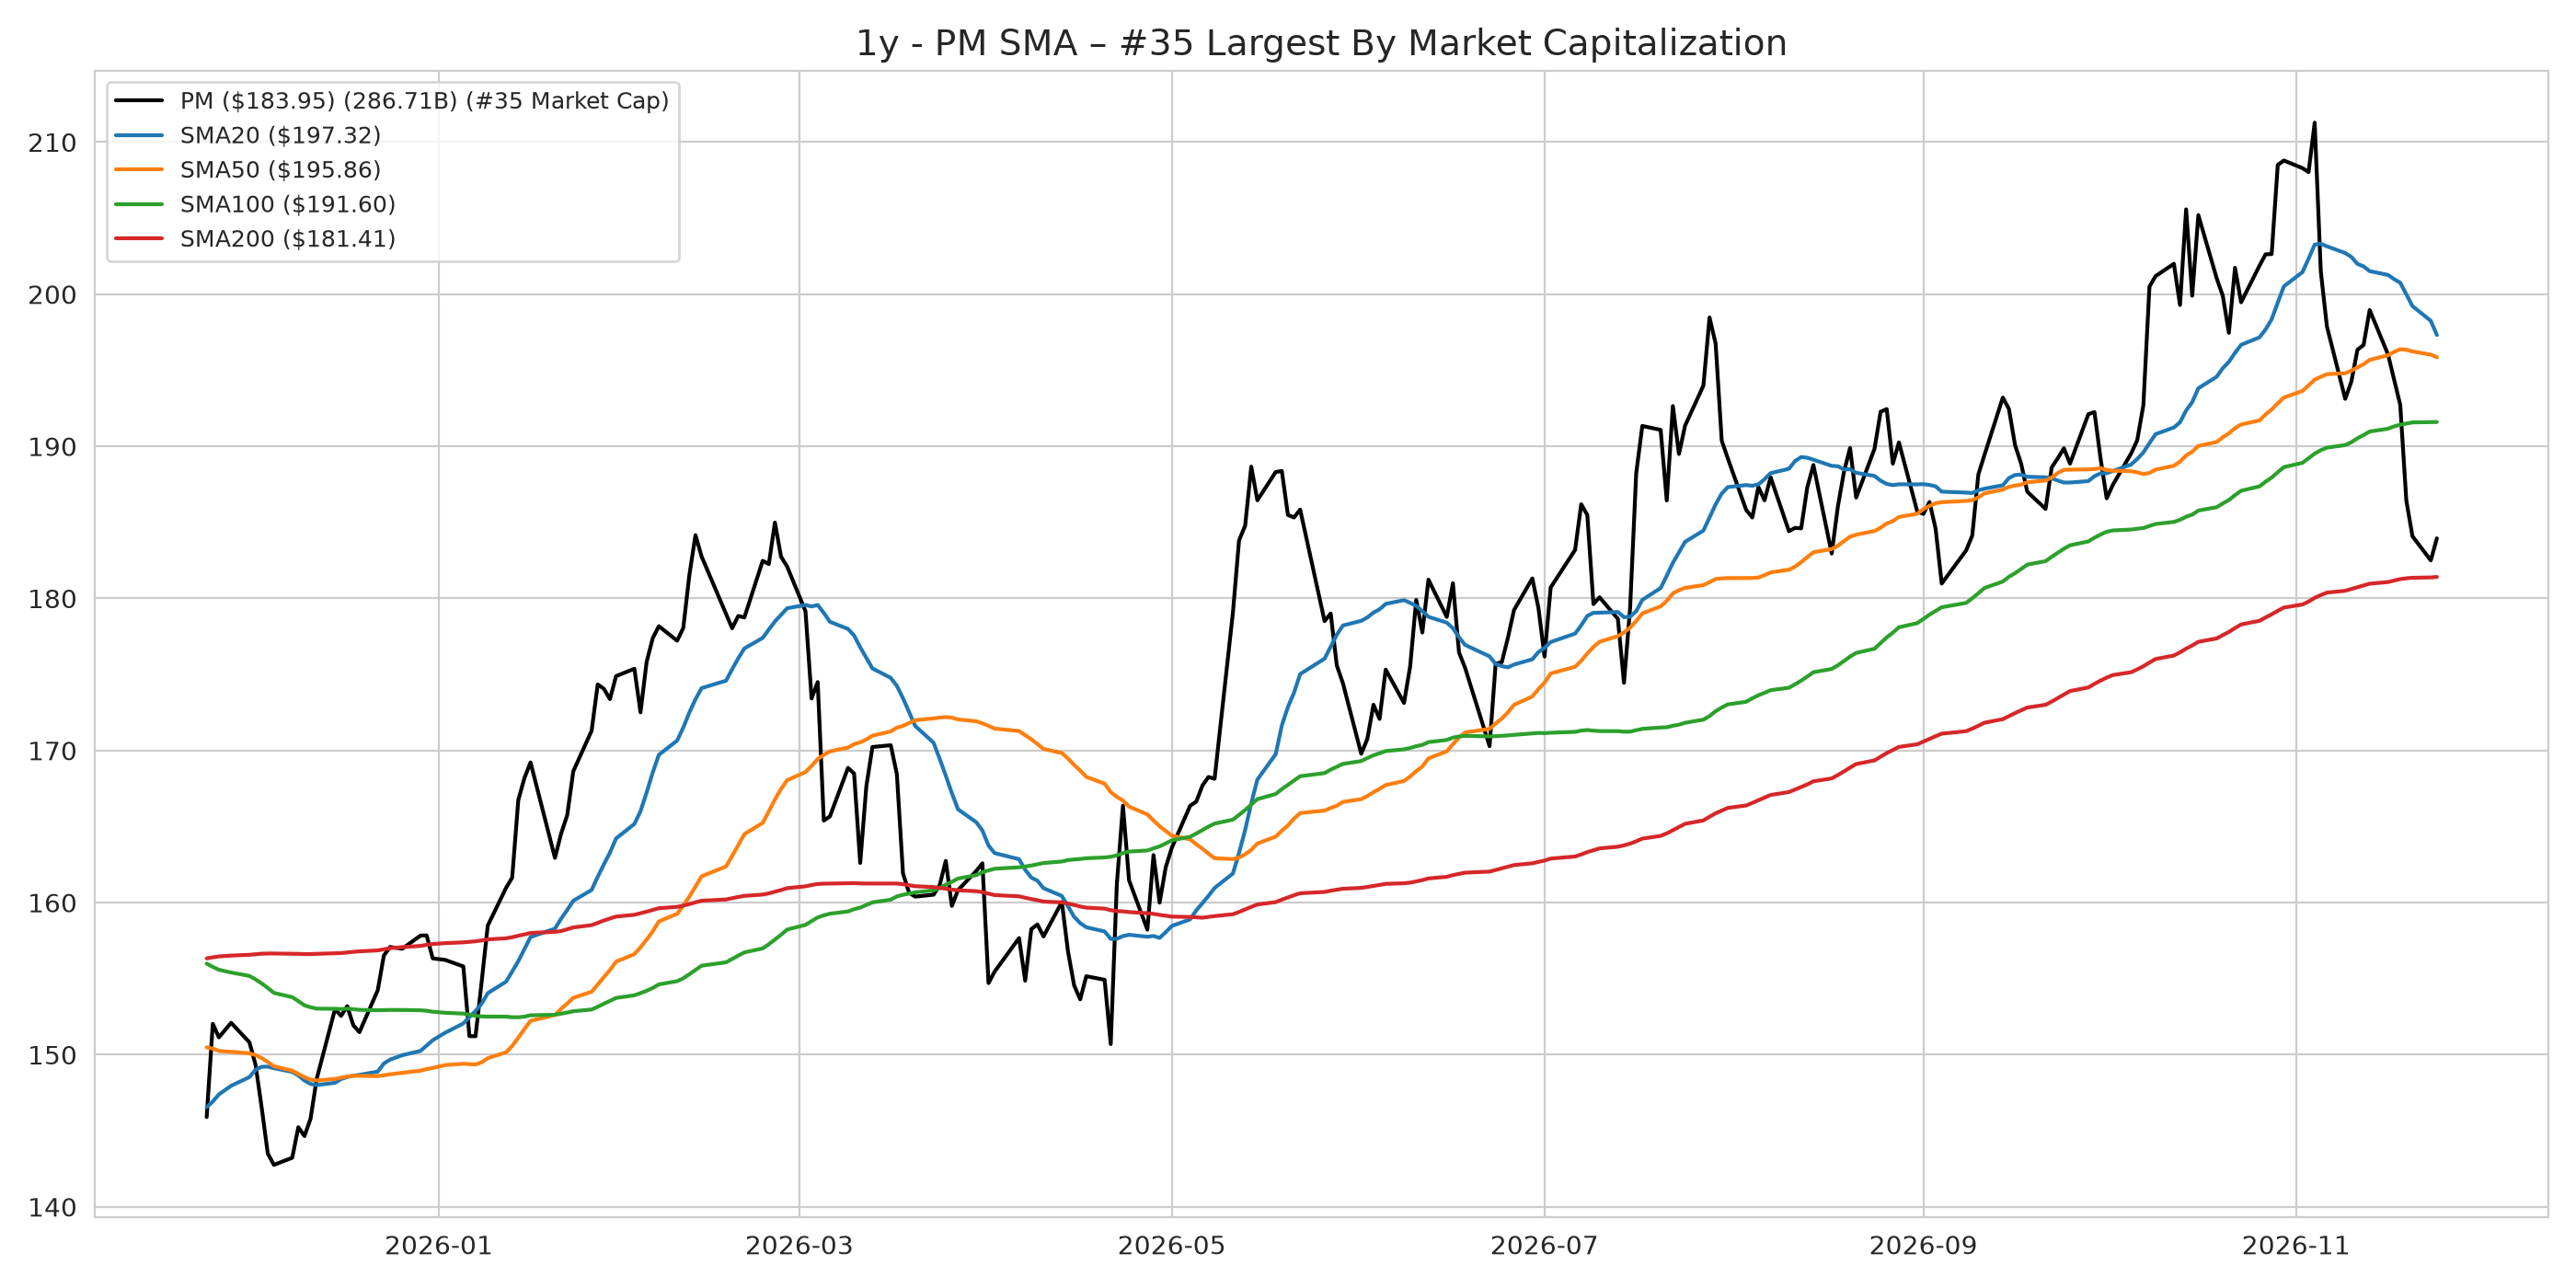 1y - PM SMA – #35 Largest By Market Capitalization
PM ($183.95) (286.71B) (#35 Market Cap)
SMA20 ($197.32)
SMA50 ($195.86)
SMA100 ($191.60)
SMA200 ($181.41)
210
200
190
180
170
160
150
140
2026-01
2026-03
2026-05
2026-07
2026-09
2026-11